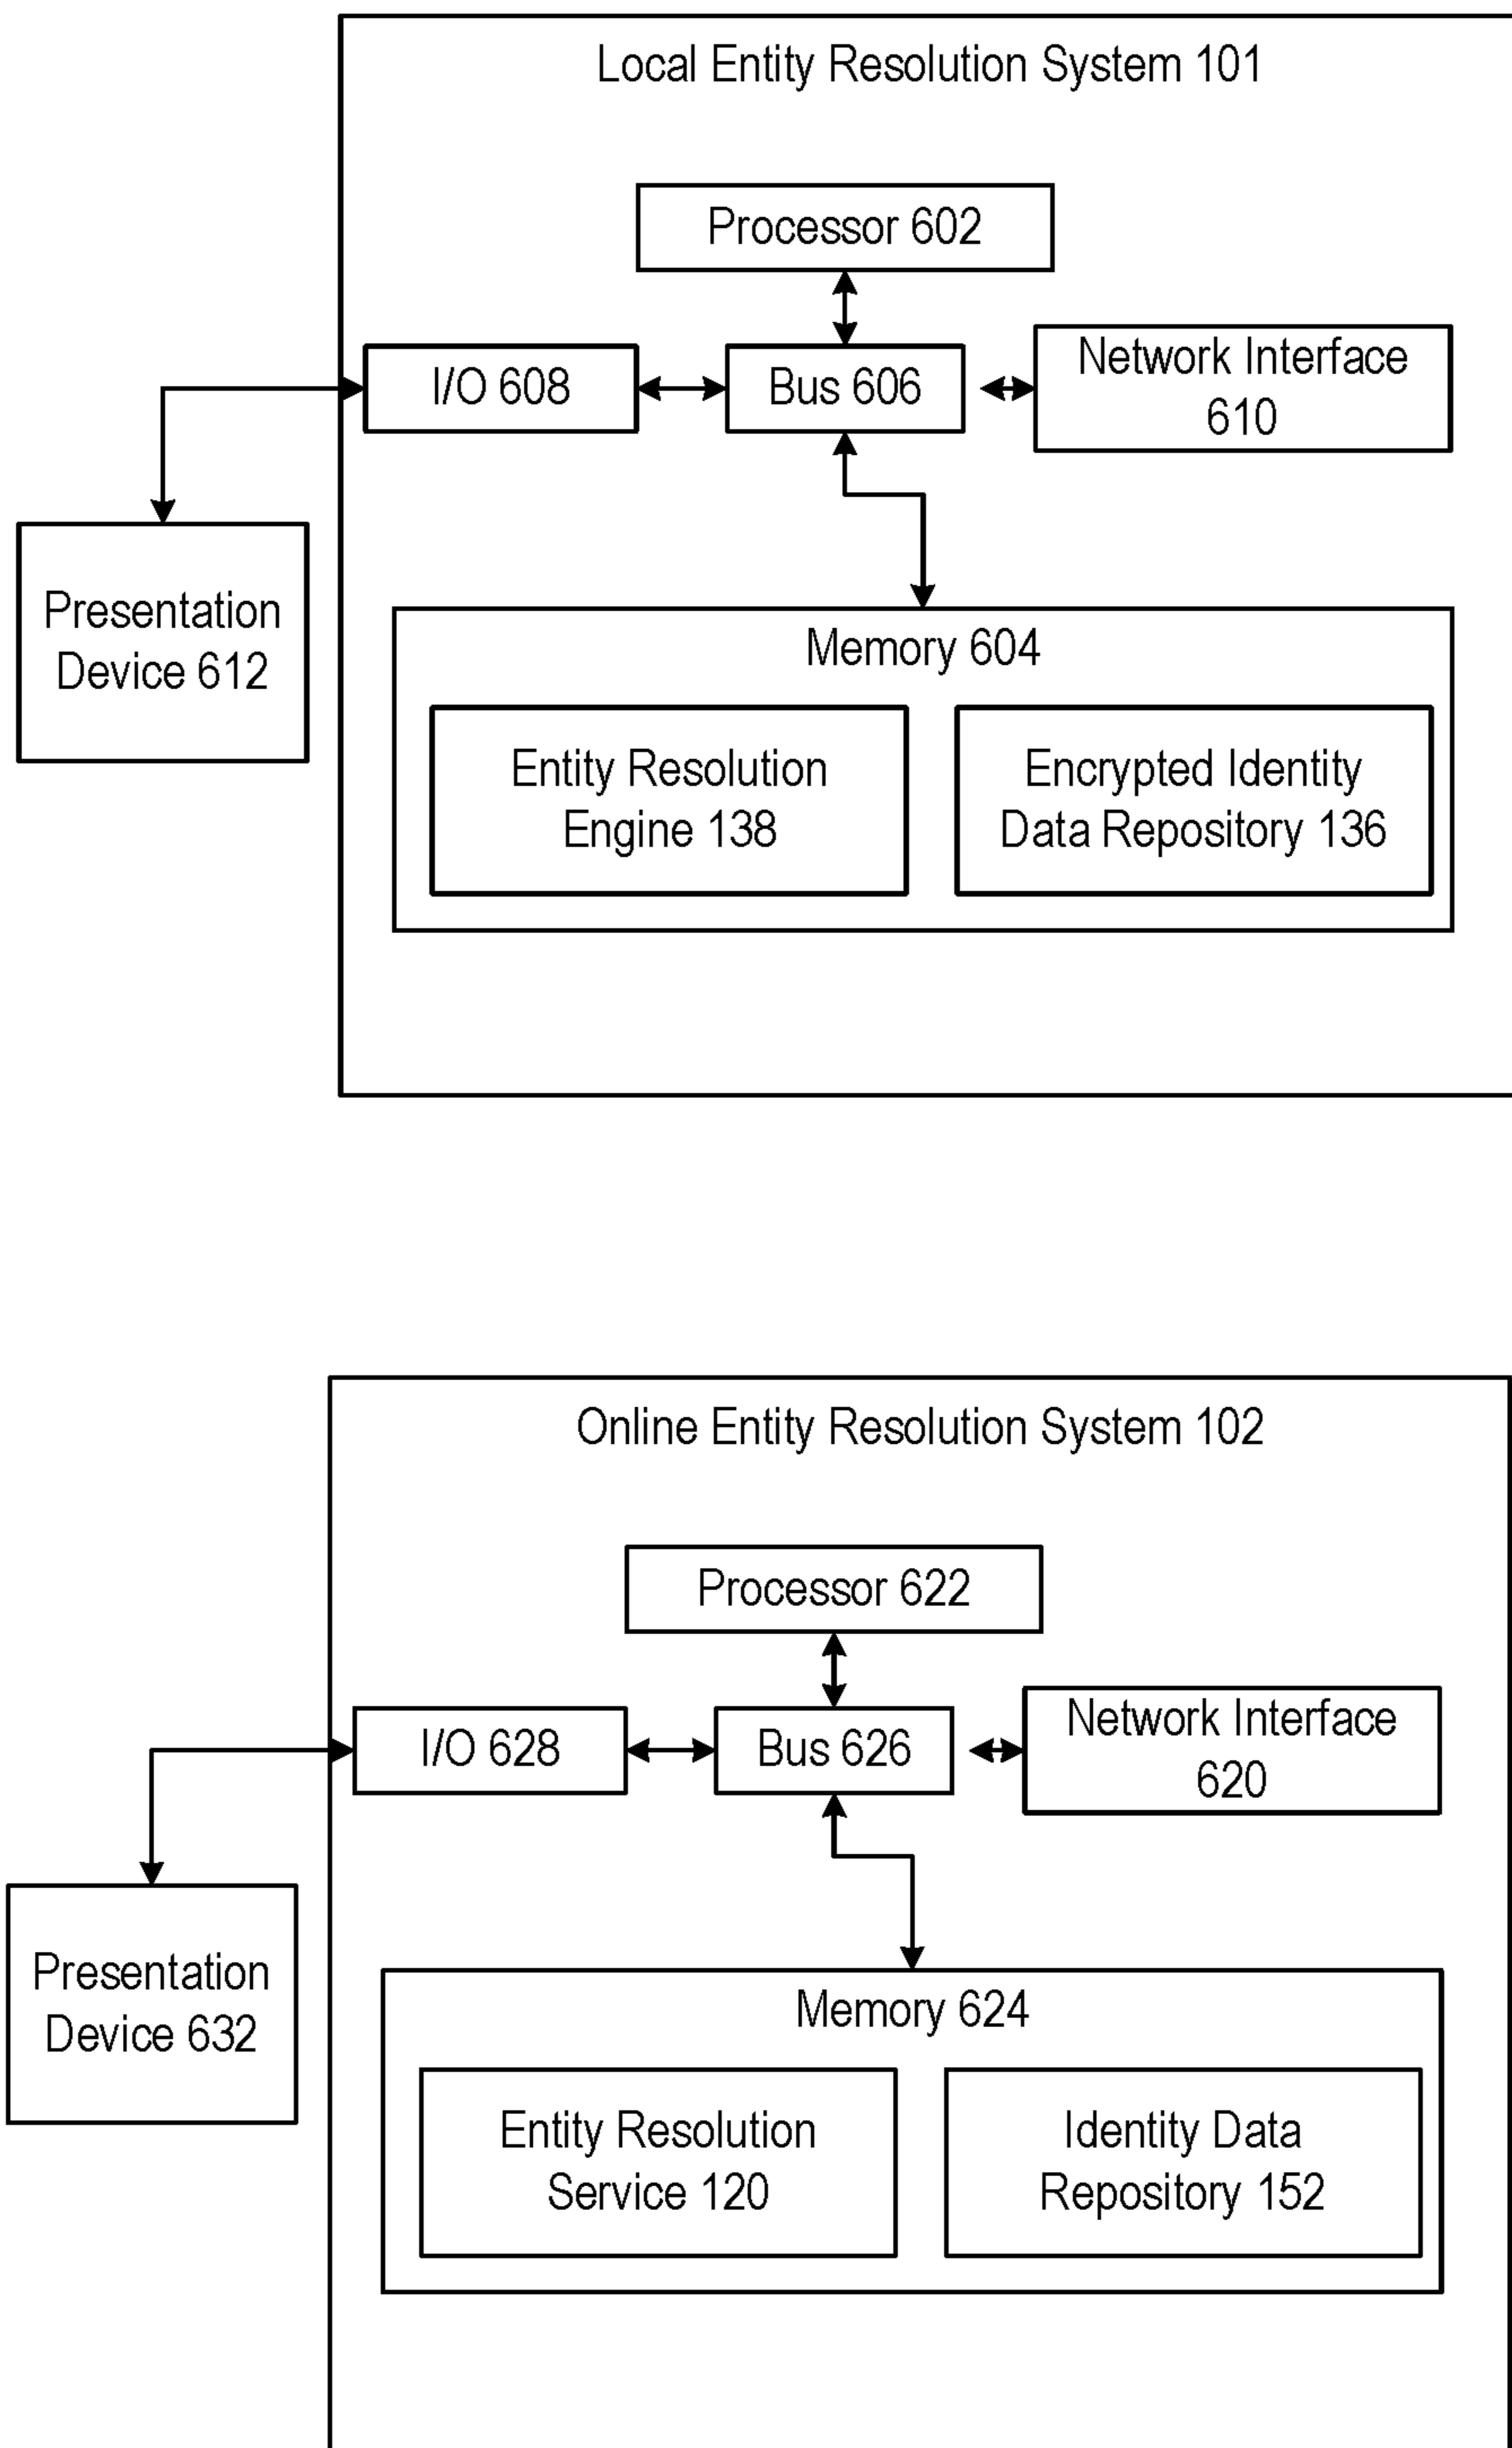 Local Entity Resolution System 101
Processor 602
I/O 608
Bus 606
Network Interface
610
Presentation
Device 612
Memory 604
Entity Resolution
Engine 138
Encrypted Identity
Data Repository 136
Online Entity Resolution System 102
Processor 622
I/O 628
Bus 626
Network Interface
620
Presentation
Device 632
Memory 624
Entity Resolution
Service 120
Identity Data
Repository 152